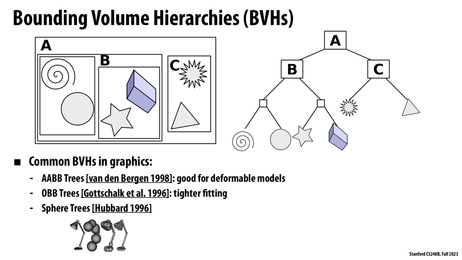 Bounding Volume Hierarchies (BVHs)
A
B
C
A
B
C
■ Common BVHs in graphics:
- AABB Trees [van den Bergen 1998]: good for deformable models
- OBB Trees [Gottschalk et al. 1996]: tighter fitting
- Sphere Trees [Hubbard 1996]
Stanford CS248B, Fall 2023